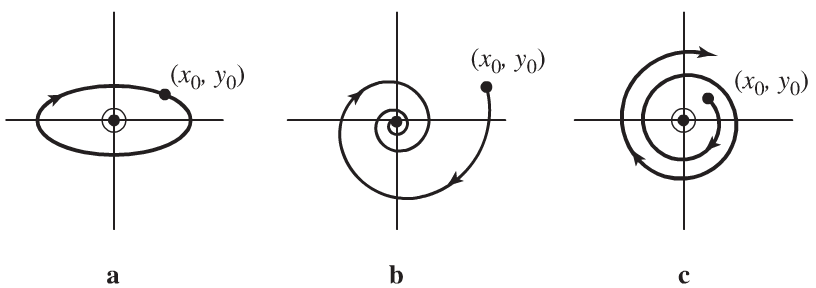 (x₀, y₀)
(x₀, y₀)
(x₀, y₀)
a
b
c